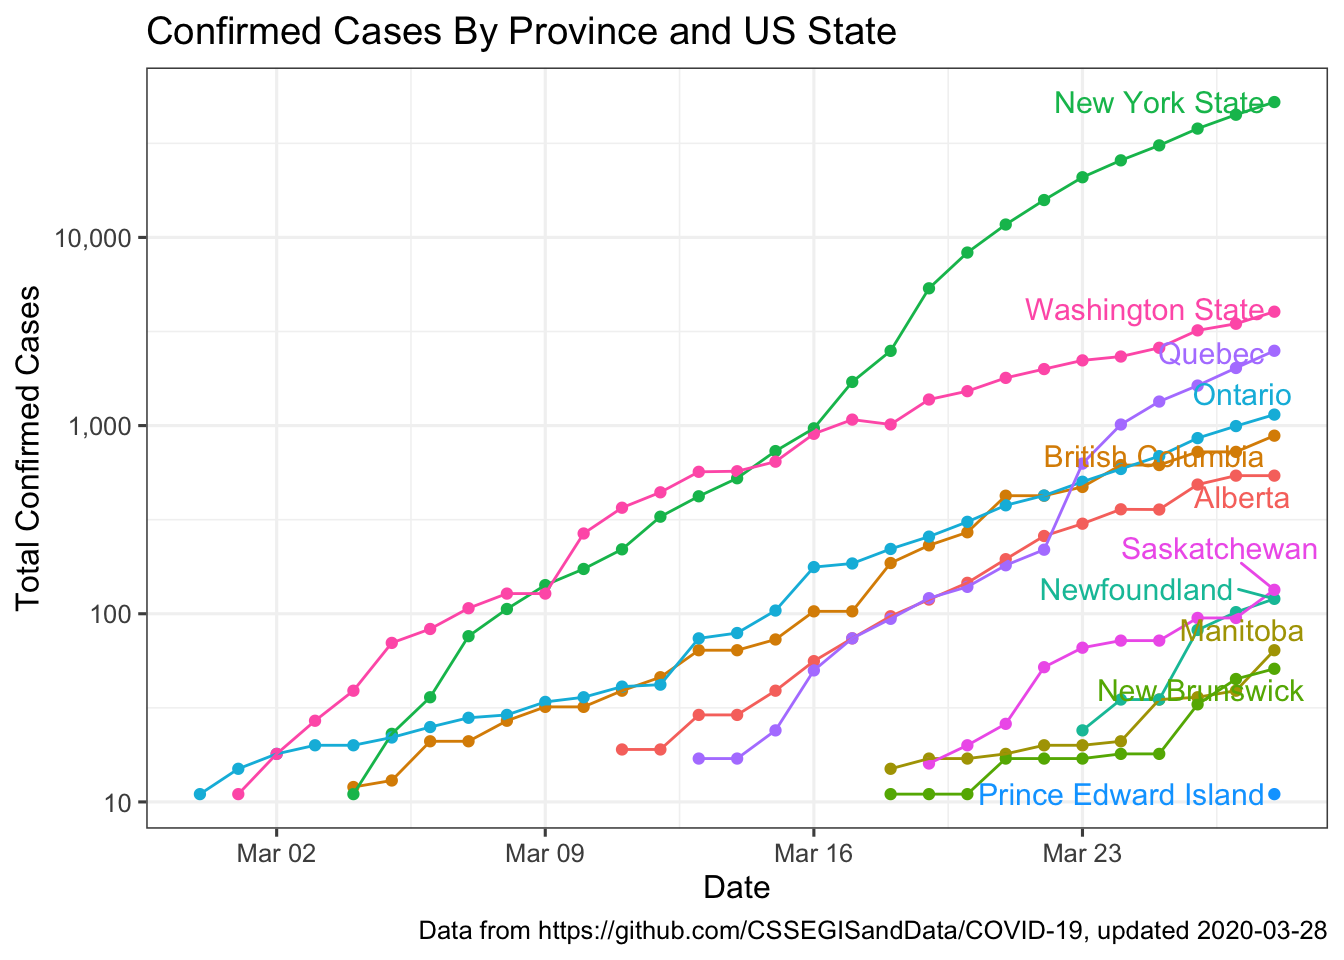 Confirmed Cases By Province and US State
Total Confirmed Cases
10,000
1,000
100
10
New York State
Washington State
Quebec
Ontario
British Columbia
Alberta
Saskatchewan
Newfoundland
Manitoba
New Brunswick
Prince Edward Island
Mar 02
Mar 09
Mar 16
Mar 23
Date
Data from https://github.com/CSSEGISandData/COVID-19, updated 2020-03-28